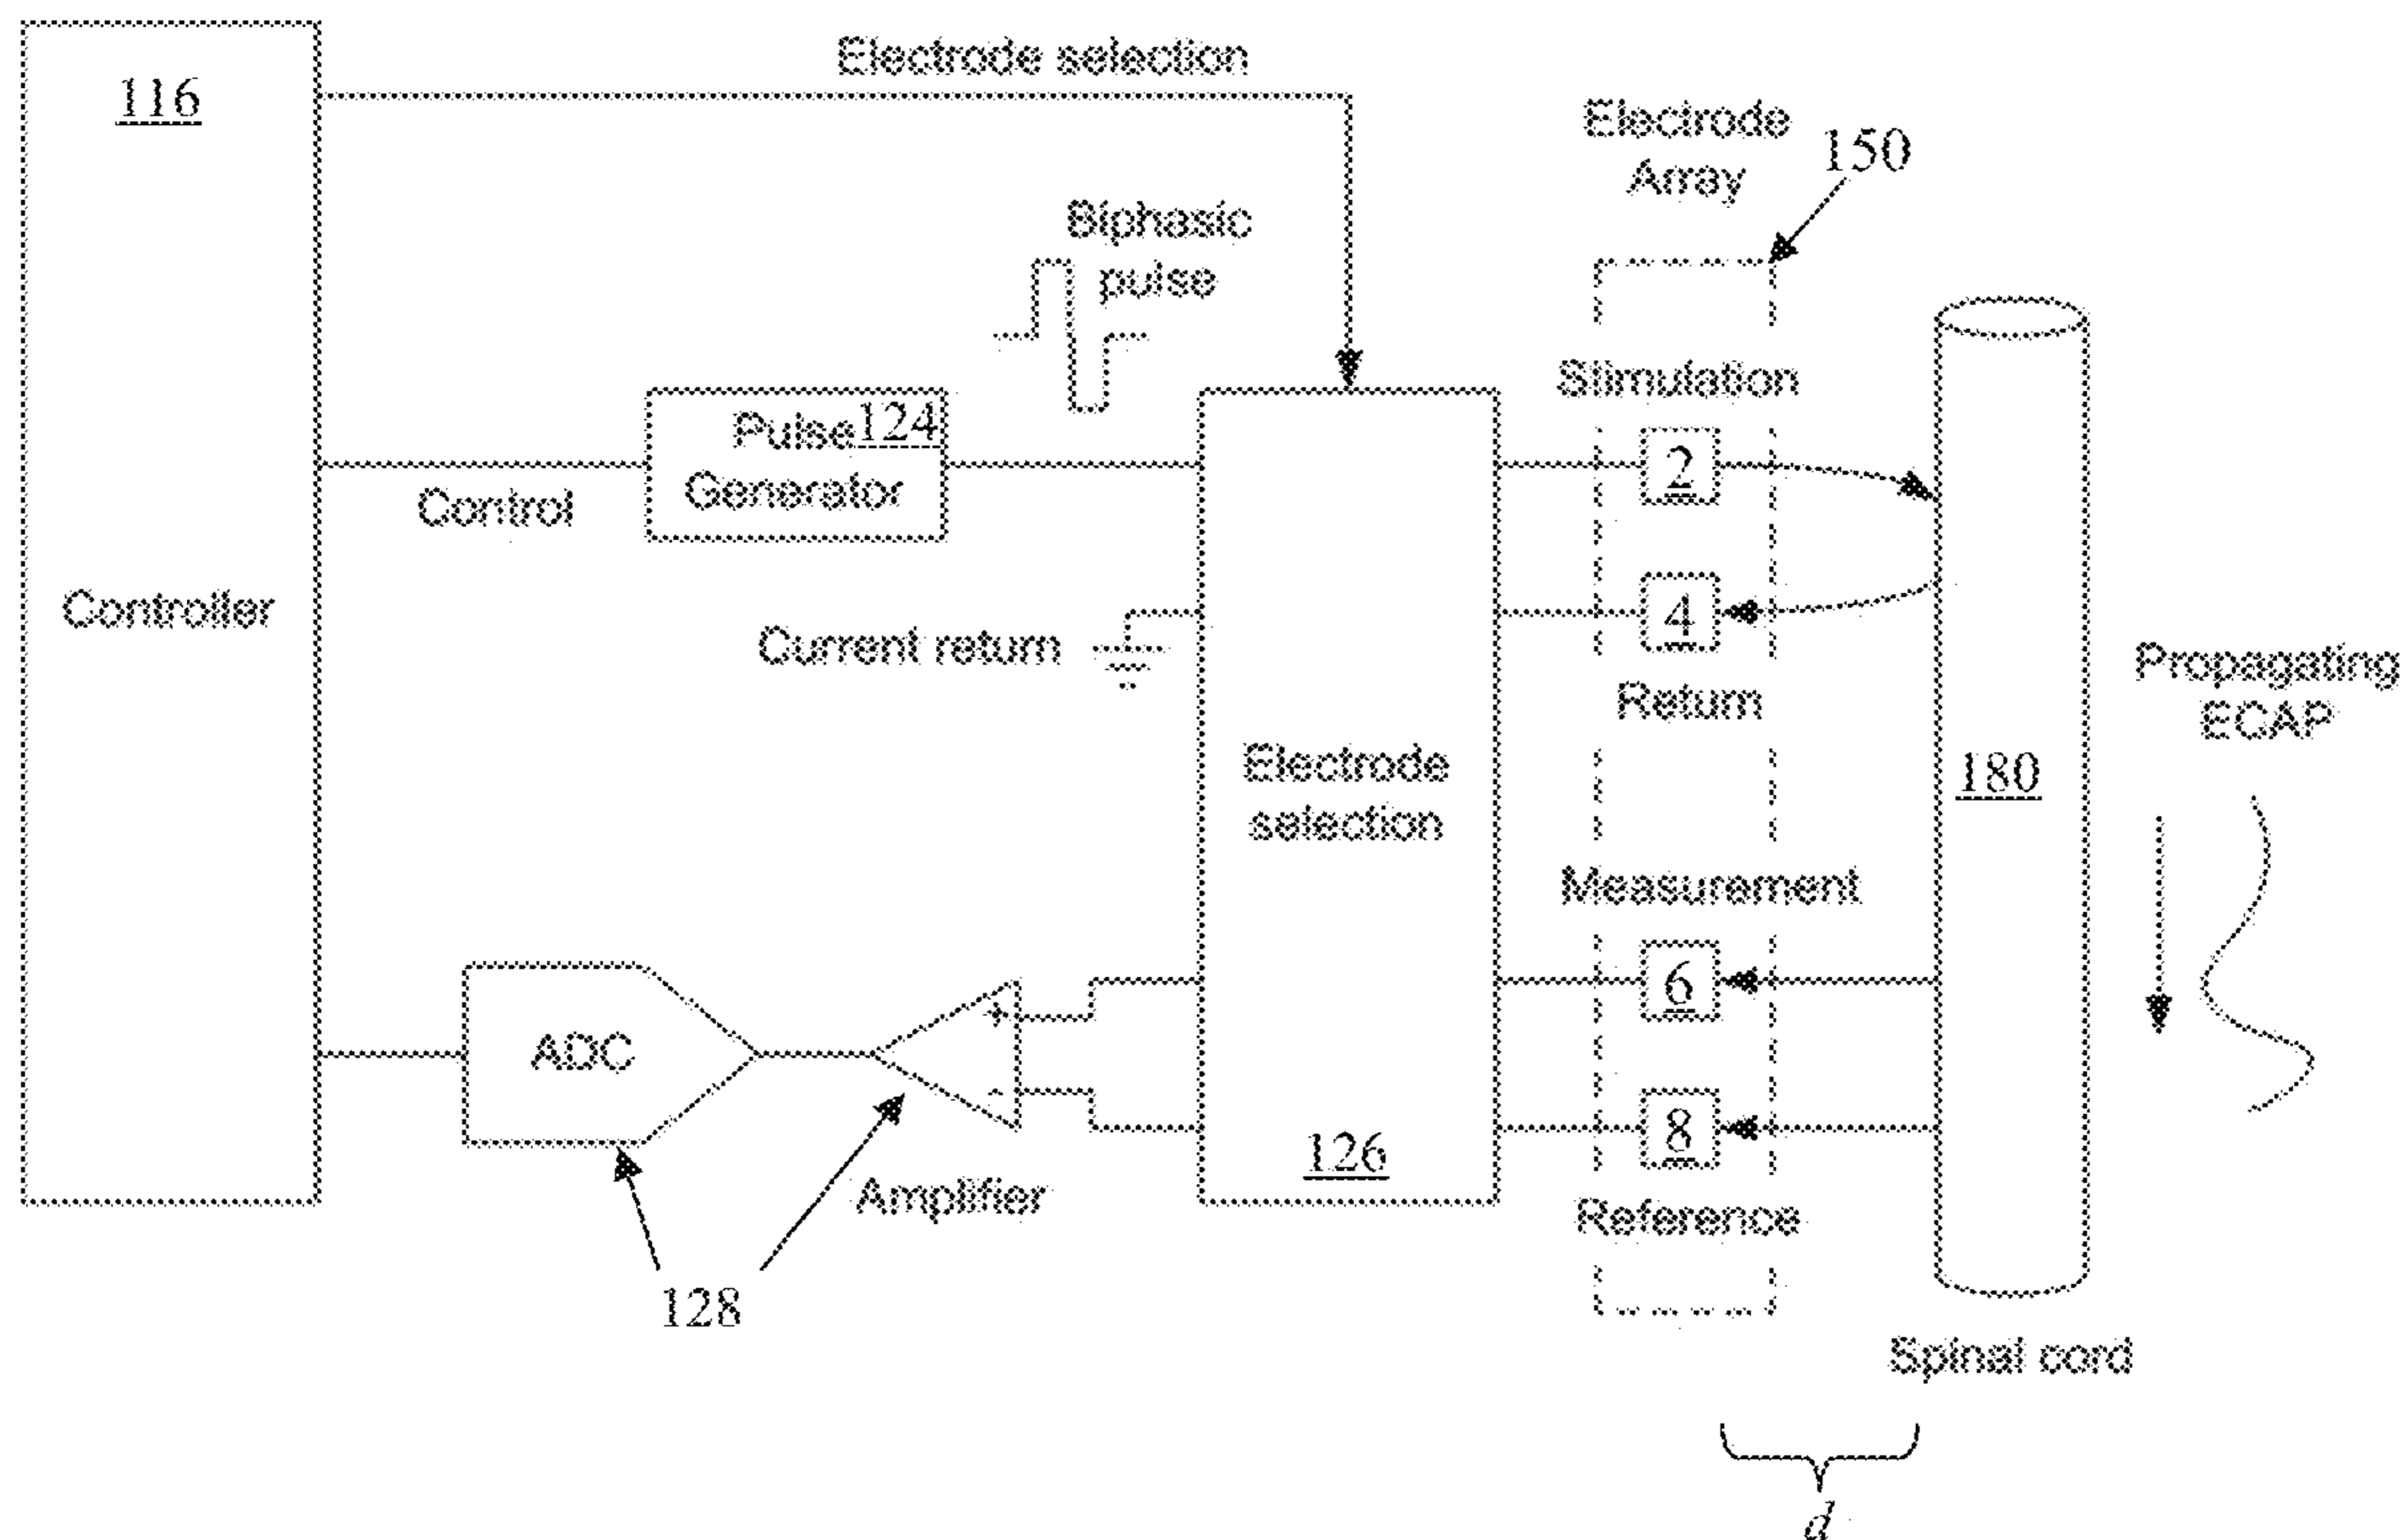 116
Controller
Electrode selection
Biphasic
pulse
Pulse 124
Generator
Control
Current return
Electrode
selection
126
ADC
+
-
Amplifier
128
Electrode
Array
150
Stimulation
2
4
Return
Measurement
6
8
Reference
180
Spinal cord
Propagating
ECAP
d